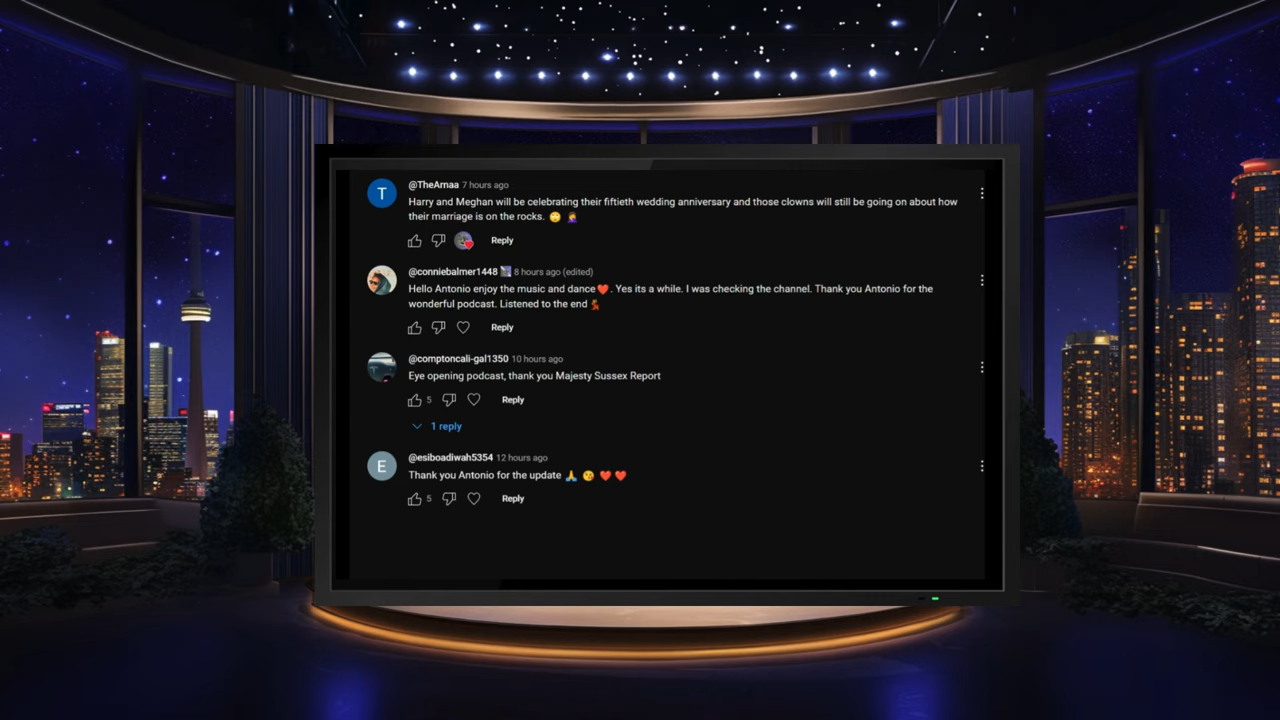 T
@TheArnaa 7 hours ago
Harry and Meghan will be celebrating their fiftieth wedding anniversary and those clowns will still be going on about how
their marriage is on the rocks. 🙄 🤦‍♀️
Reply
@conniebalmer1448 8 hours ago (edited)
Hello Antonio enjoy the music and dance❤️. Yes its a while. I was checking the channel. Thank you Antonio for the
wonderful podcast. Listened to the end 💃
Reply
@comptoncali-gal1350 10 hours ago
Eye opening podcast, thank you Majesty Sussex Report
5 Reply
1 reply
E
@esiboadiwah5354 12 hours ago
Thank you Antonio for the update 🙏 😘 ❤️ ❤️
5 Reply